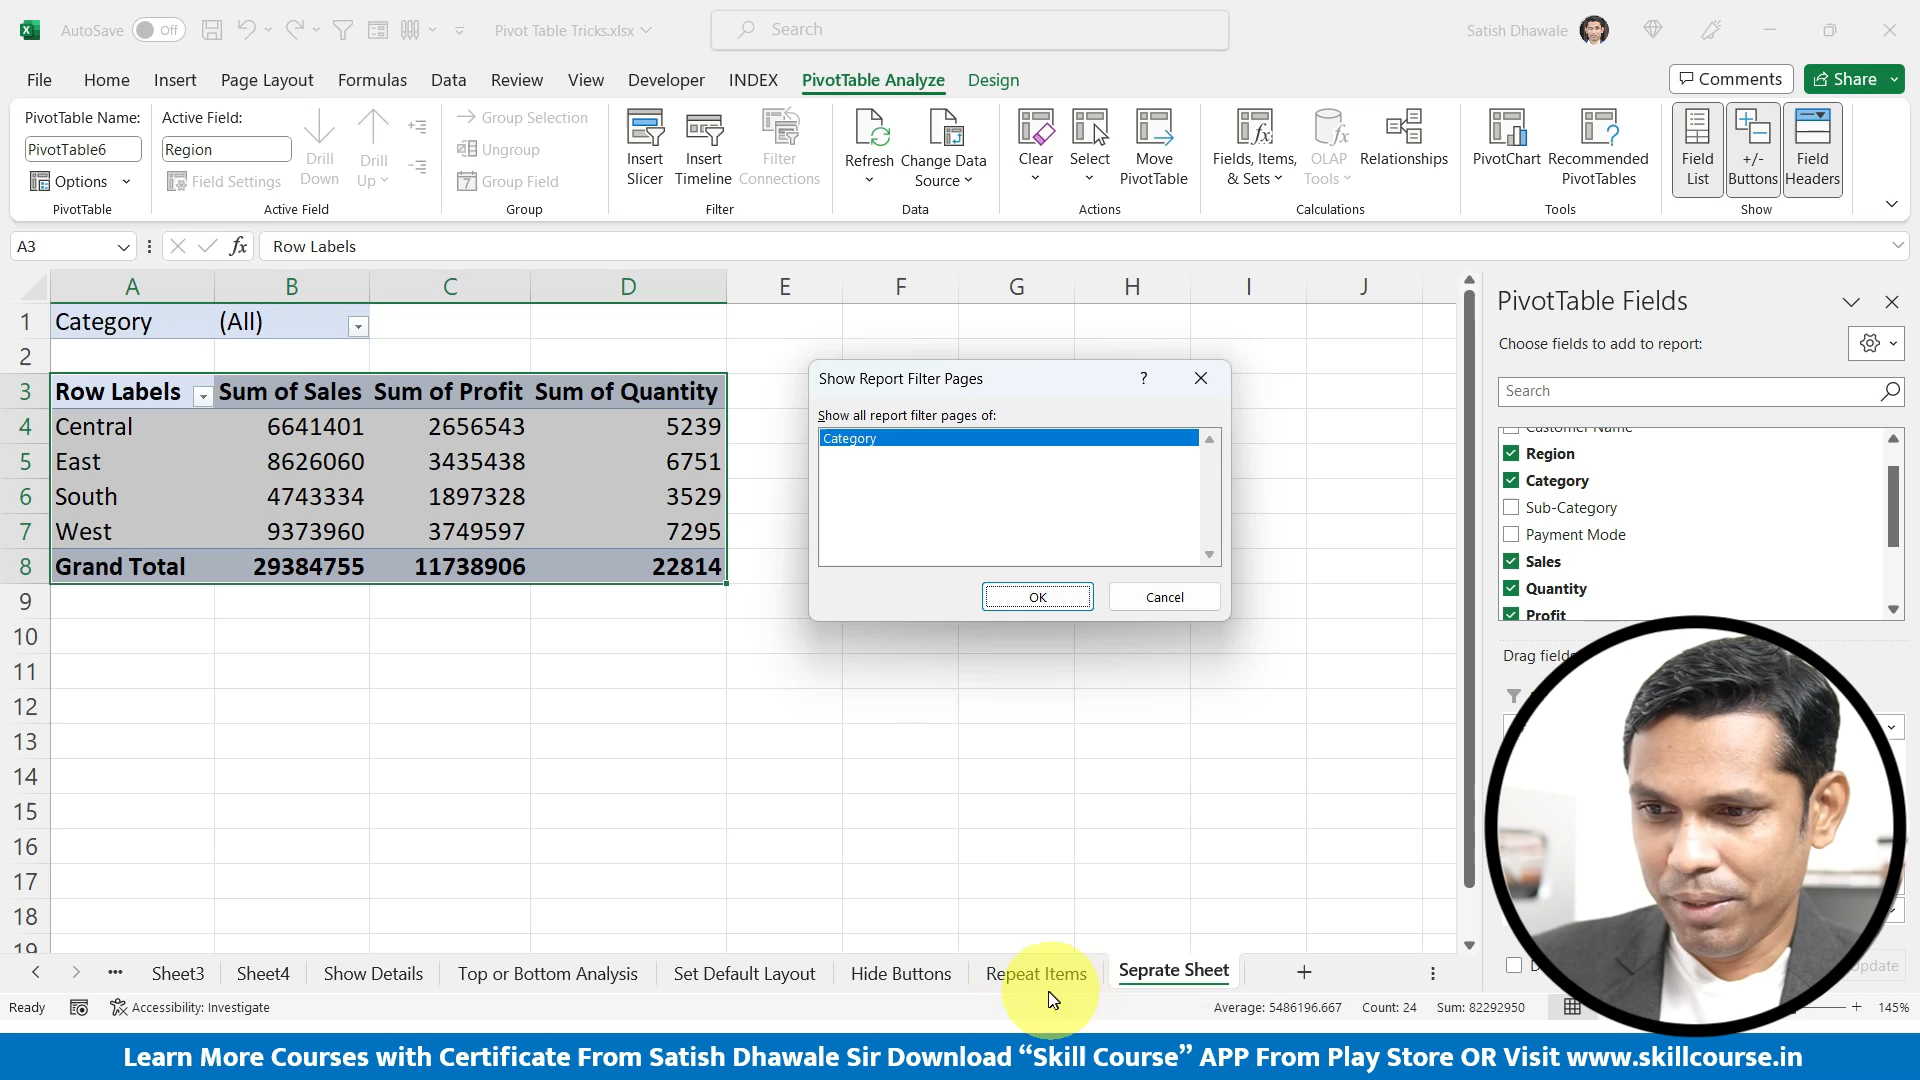 AutoSave Off Pivot Table Tricks.xlsx Search Satish Dhawale
File Home Insert Page Layout Formulas Data Review View Developer INDEX PivotTable Analyze Design Comments Share
PivotTable Name:
PivotTable6
Options
PivotTable
Active Field:
Region
Field Settings
Drill Down
Drill Up
Active Field
Group Selection
Ungroup
Group Field
Group
Insert Slicer
Insert Timeline
Filter Connections
Filter
Refresh
Change Data Source
Data
Clear
Select
Move PivotTable
Actions
Fields, Items, & Sets
OLAP Tools
Relationships
Calculations
PivotChart
Recommended PivotTables
Tools
Field List
+/- Buttons
Field Headers
Show
A3 fx Row Labels
A B C D E F G H I J
1 Category (All)
2
3 Row Labels Sum of Sales Sum of Profit Sum of Quantity
4 Central 6641401 2656543 5239
5 East 8626060 3435438 6751
6 South 4743334 1897328 3529
7 West 9373960 3749597 7295
8 Grand Total 29384755 11738906 22814
9
10
11
12
13
14
15
16
17
18
19
Show Report Filter Pages ?
Show all report filter pages of:
Category
OK Cancel
PivotTable Fields
Choose fields to add to report:
Search
Customer Name
Region
Category
Sub-Category
Payment Mode
Sales
Quantity
Profit
Drag fields
Update
Sheet3 Sheet4 Show Details Top or Bottom Analysis Set Default Layout Hide Buttons Repeat Items Seprate Sheet
Ready Accessibility: Investigate Average: 5486196.667 Count: 24 Sum: 82292950 145%
Learn More Courses with Certificate From Satish Dhawale Sir Download “Skill Course” APP From Play Store OR Visit www.skillcourse.in